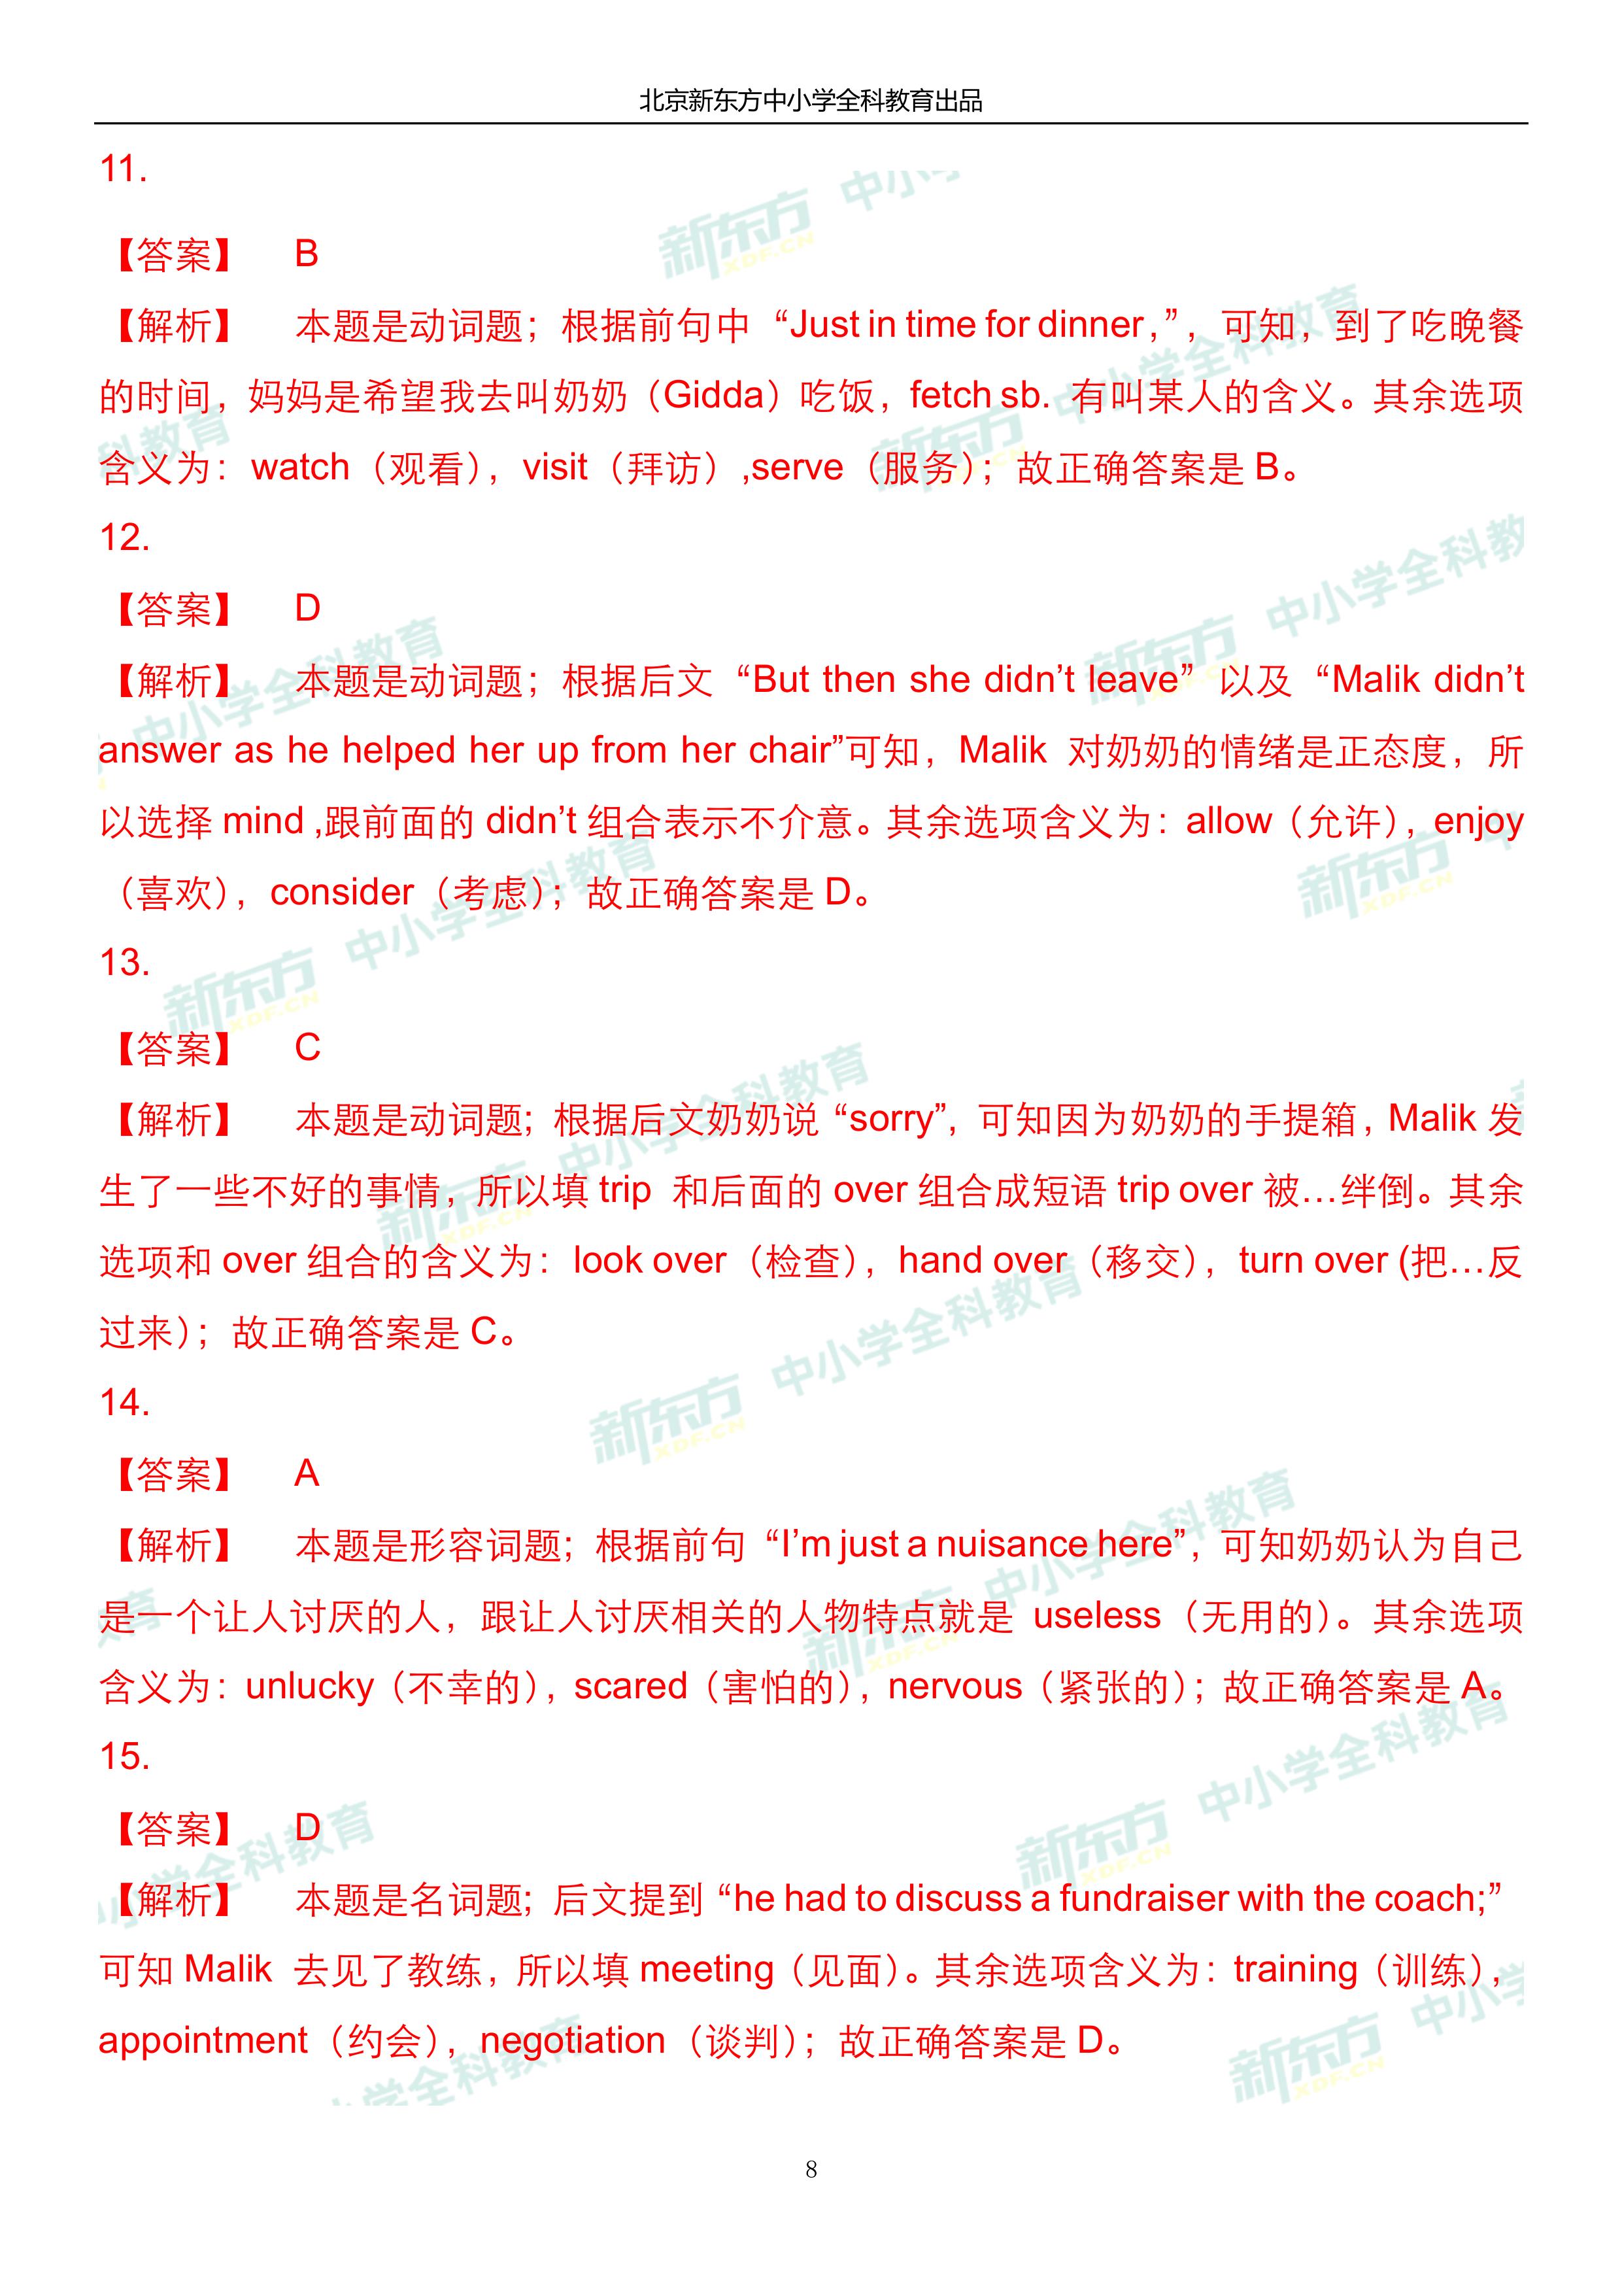 北京新东方中小学全科教育出品
11.
【答案】 B
【解析】 本题是动词题；根据前句中 “Just in time for dinner，”，可知，到了吃晚餐
的时间，妈妈是希望我去叫奶奶（Gidda）吃饭，fetch sb. 有叫某人的含义。其余选项
含义为：watch（观看），visit（拜访）,serve（服务）；故正确答案是 B。
12.
【答案】 D
【解析】 本题是动词题；根据后文 “But then she didn’t leave” 以及 “Malik didn’t
answer as he helped her up from her chair”可知，Malik 对奶奶的情绪是正态度，所
以选择 mind ,跟前面的 didn’t 组合表示不介意。其余选项含义为：allow（允许），enjoy
（喜欢），consider（考虑）；故正确答案是 D。
13.
【答案】 C
【解析】 本题是动词题；根据后文奶奶说 “sorry”，可知因为奶奶的手提箱，Malik 发
生了一些不好的事情，所以填 trip 和后面的 over 组合成短语 trip over 被…绊倒。其余
选项和 over 组合的含义为：look over（检查），hand over（移交），turn over (把…反
过来）；故正确答案是 C。
14.
【答案】 A
【解析】 本题是形容词题；根据前句 “I’m just a nuisance here”，可知奶奶认为自己
是一个让人讨厌的人，跟让人讨厌相关的人物特点就是 useless（无用的）。其余选项
含义为：unlucky（不幸的），scared（害怕的），nervous（紧张的）；故正确答案是 A。
15.
【答案】 D
【解析】 本题是名词题；后文提到 “he had to discuss a fundraiser with the coach;”
可知 Malik 去见了教练，所以填 meeting（见面）。其余选项含义为：training（训练），
appointment（约会），negotiation（谈判）；故正确答案是 D。
8